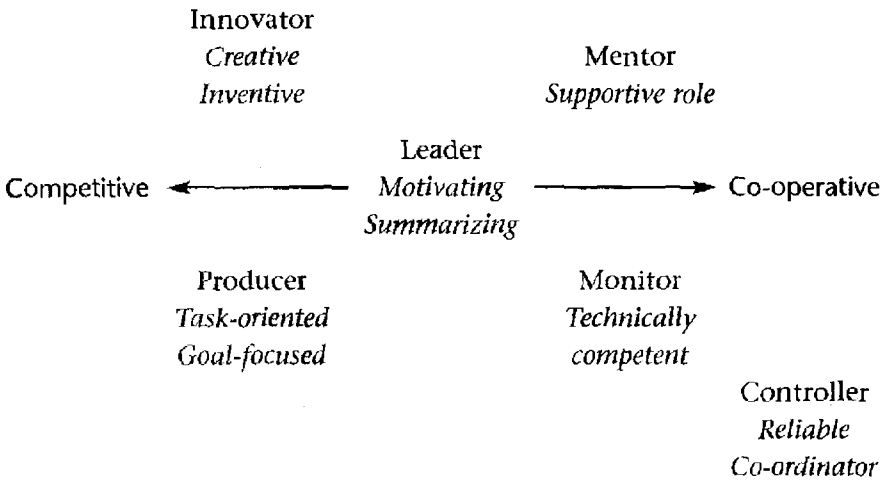 Innovator
Creative
Inventive
Mentor
Supportive role
Competitive
Leader
Motivating
Summarizing
Co-operative
Producer
Task-oriented
Goal-focused
Monitor
Technically
competent
Controller
Reliable
Co-ordinator